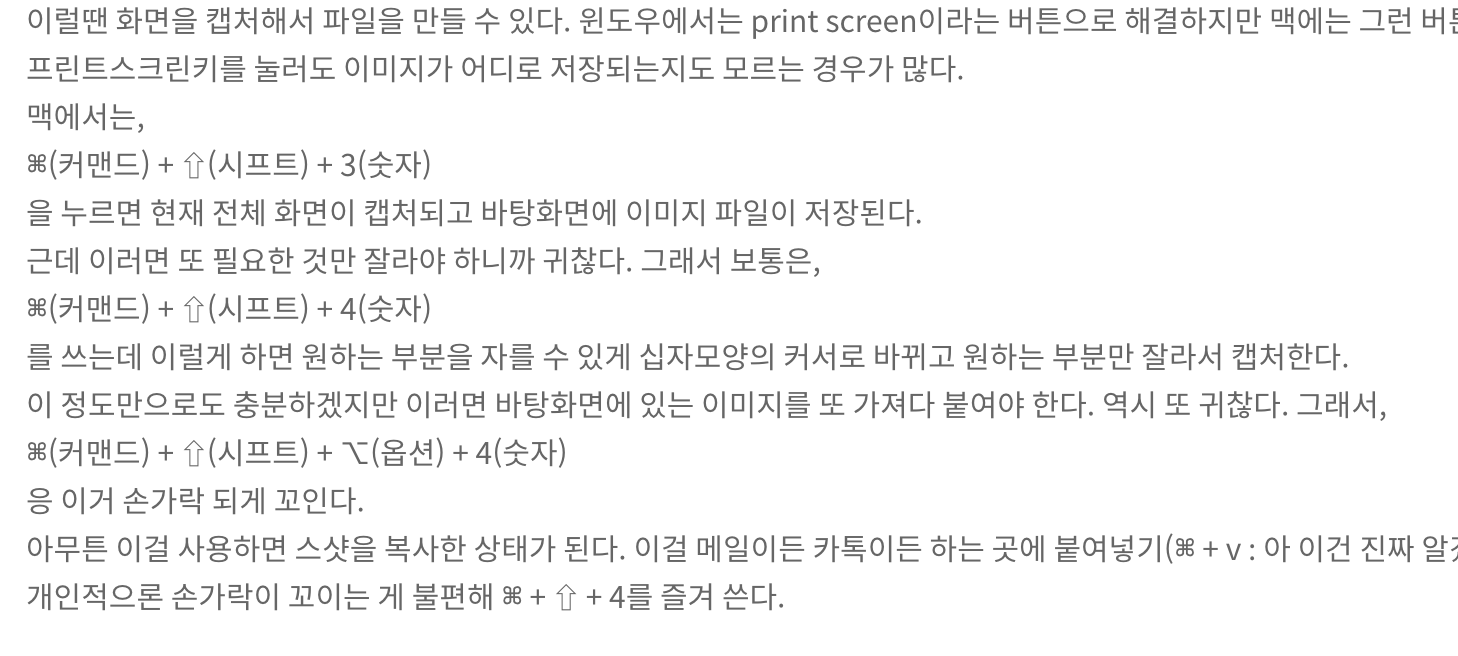 이럴땐 화면을 캡처해서 파일을 만들 수 있다. 윈도우에서는 print screen이라는 버튼으로 해결하지만 맥에는 그런
프린트스크린키를 눌러도 이미지가 어디로 저장되는지도 모르는 경우가 많다.
맥에서는,
⌘(커맨드) + ⇧(시프트) + 3(숫자)
을 누르면 현재 전체 화면이 캡처되고 바탕화면에 이미지 파일이 저장된다.
근데 이러면 또 필요한 것만 잘라야 하니까 귀찮다. 그래서 보통은,
⌘(커맨드) + ⇧(시프트) + 4(숫자)
를 쓰는데 이렇게 하면 원하는 부분을 자를 수 있게 십자모양의 커서로 바뀌고 원하는 부분만 잘라서 캡처한다.
이 정도만으로도 충분하겠지만 이러면 바탕화면에 있는 이미지를 또 가져다 붙여야 한다. 역시 또 귀찮다. 그래서,
⌘(커맨드) + ⇧(시프트) + ⌥(옵션) + 4(숫자)
응 이거 손가락 되게 꼬인다.
아무튼 이걸 사용하면 스샷을 복사한 상태가 된다. 이걸 메일이든 카톡이든 하는 곳에 붙여넣기(⌘ + v : 아 이건 진짜
개인적으론 손가락이 꼬이는 게 불편해 ⌘ + ⇧ + 4를 즐겨 쓴다.